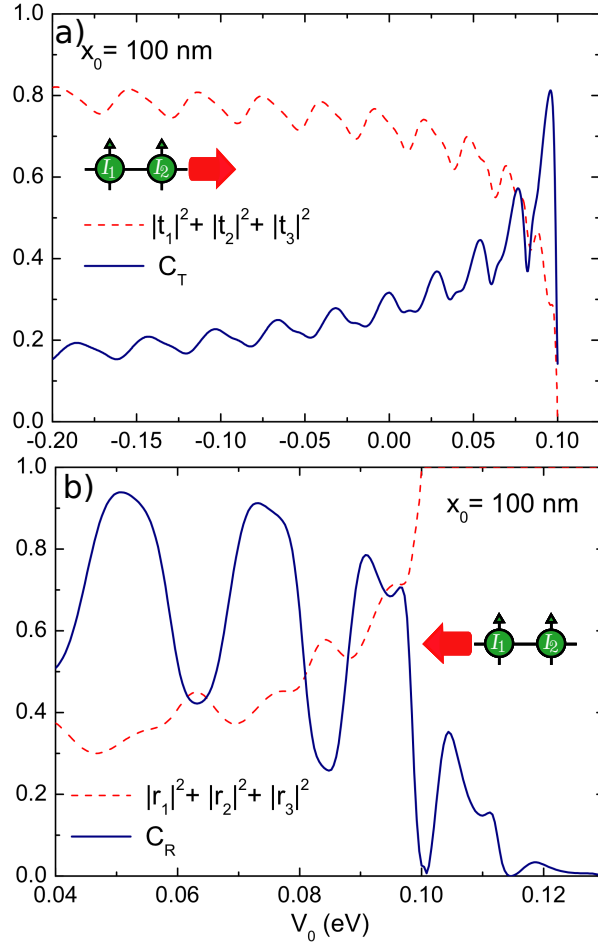 a)
x₀= 100 nm
1.0
0.8
0.6
0.4
0.2
0.0
I₁ I₂
|t₁|²+ |t₂|²+ |t₃|²
C_T
-0.20 -0.15 -0.10 -0.05 0.00 0.05 0.10
b)
x₀= 100 nm
1.0
0.8
0.6
0.4
0.2
0.0
I₁ I₂
|r₁|²+ |r₂|²+ |r₃|²
C_R
0.04 0.06 0.08 0.10 0.12
V₀ (eV)